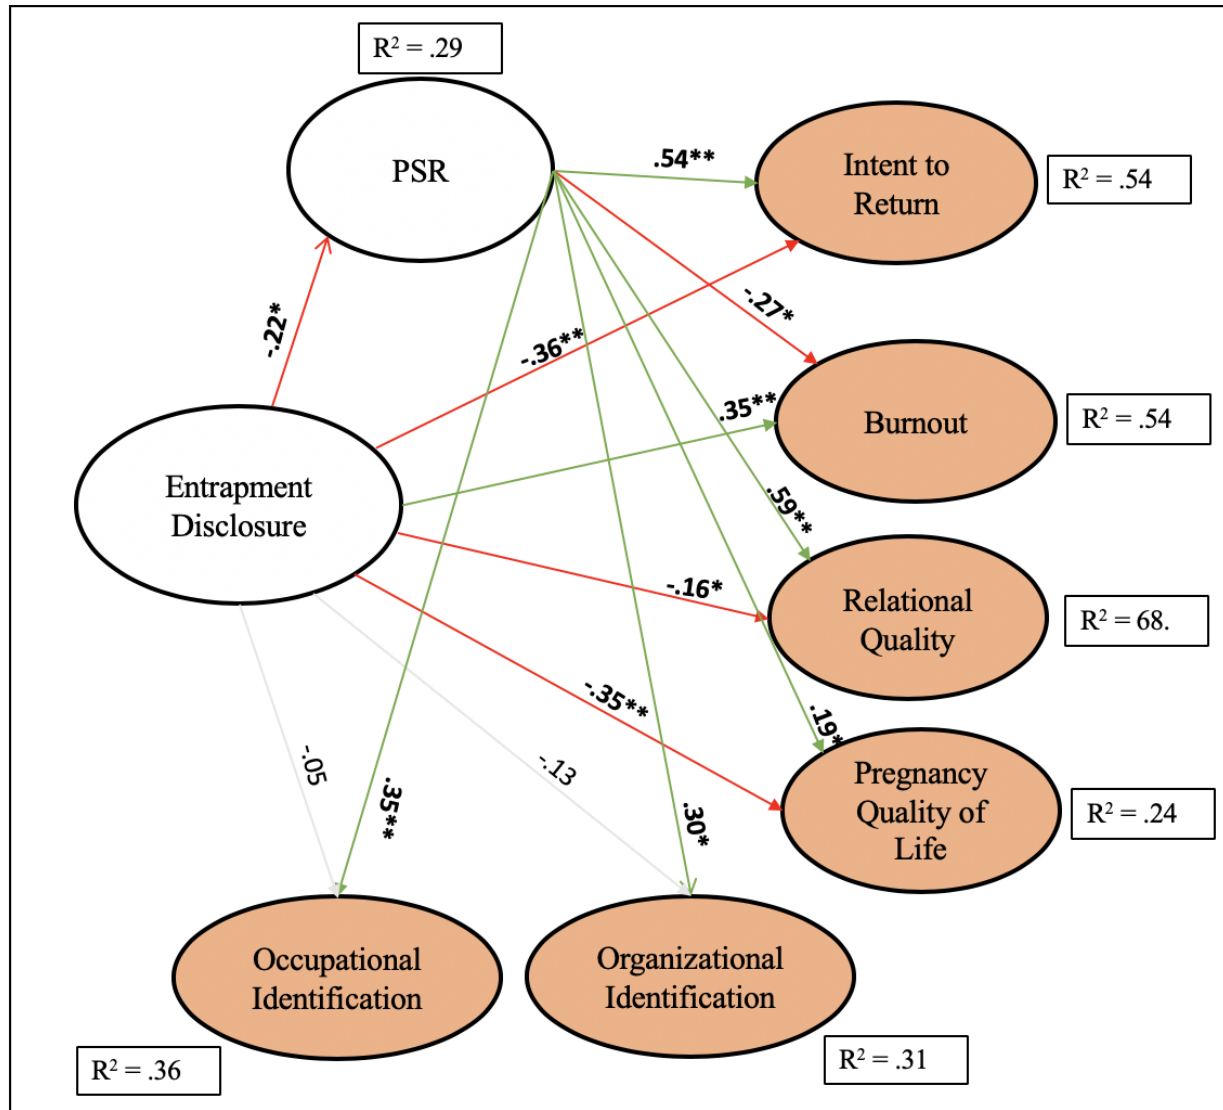 R² = .29
PSR
.54**
Intent to
Return
R² = .54
-.22*
-.36**
-.27*
.35**
Burnout
R² = .54
Entrapment
Disclosure
.59**
-.16*
Relational
Quality
R² = 68.
-.35**
.19*
Pregnancy
Quality of
Life
R² = .24
-.05
-.13
.35**
.30*
Occupational
Identification
Organizational
Identification
R² = .36
R² = .31